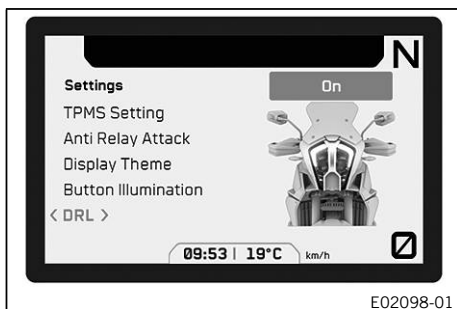 N
Settings
On
TPMS Setting
Anti Relay Attack
Display Theme
Button Illumination
< DRL >
09:53 | 19°C km/h
0
E02098-01